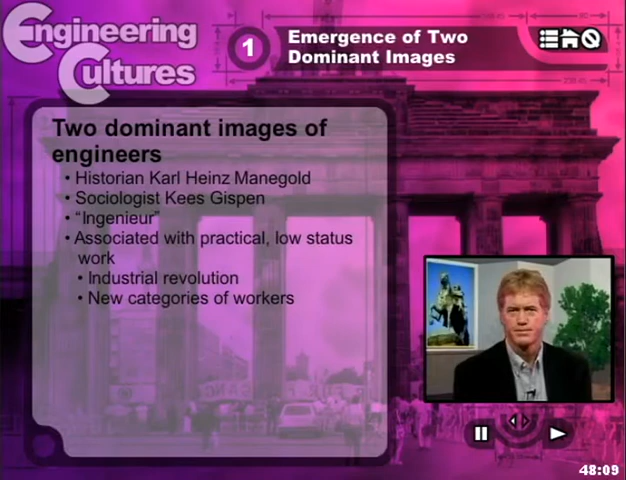 Engineering
Cultures
1
Emergence of Two
Dominant Images
Two dominant images of
engineers
• Historian Karl Heinz Manegold
• Sociologist Kees Gispen
• “Ingenieur”
• Associated with practical, low status
work
• Industrial revolution
• New categories of workers
48:09